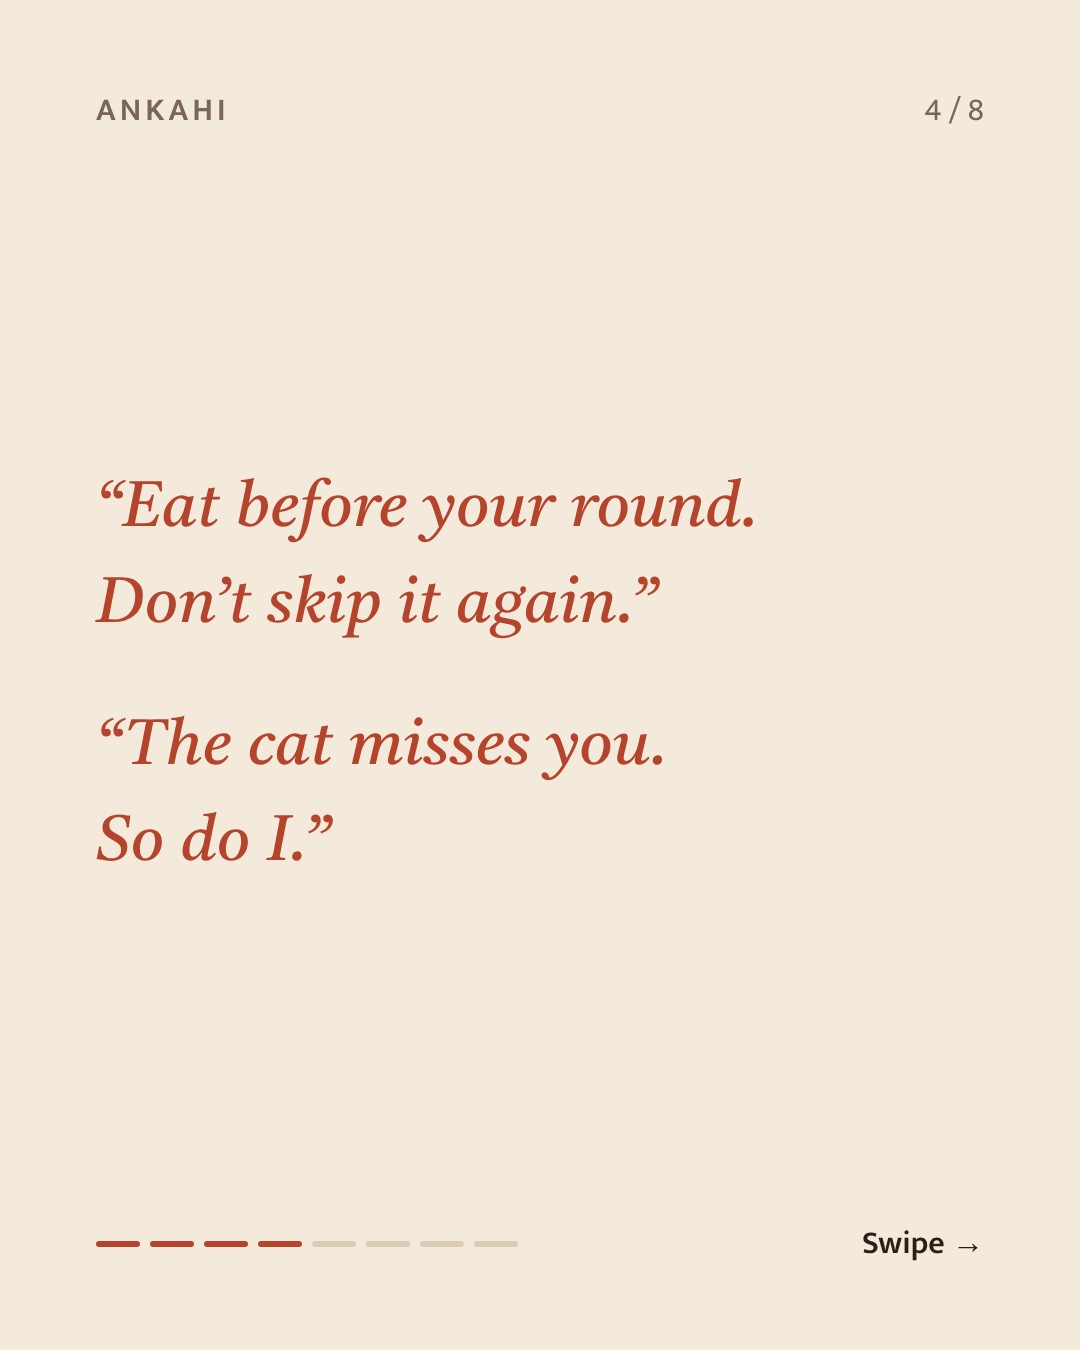 ANKAHI
4 / 8
“Eat before your round.
Don’t skip it again.”
“The cat misses you.
So do I.”
Swipe →